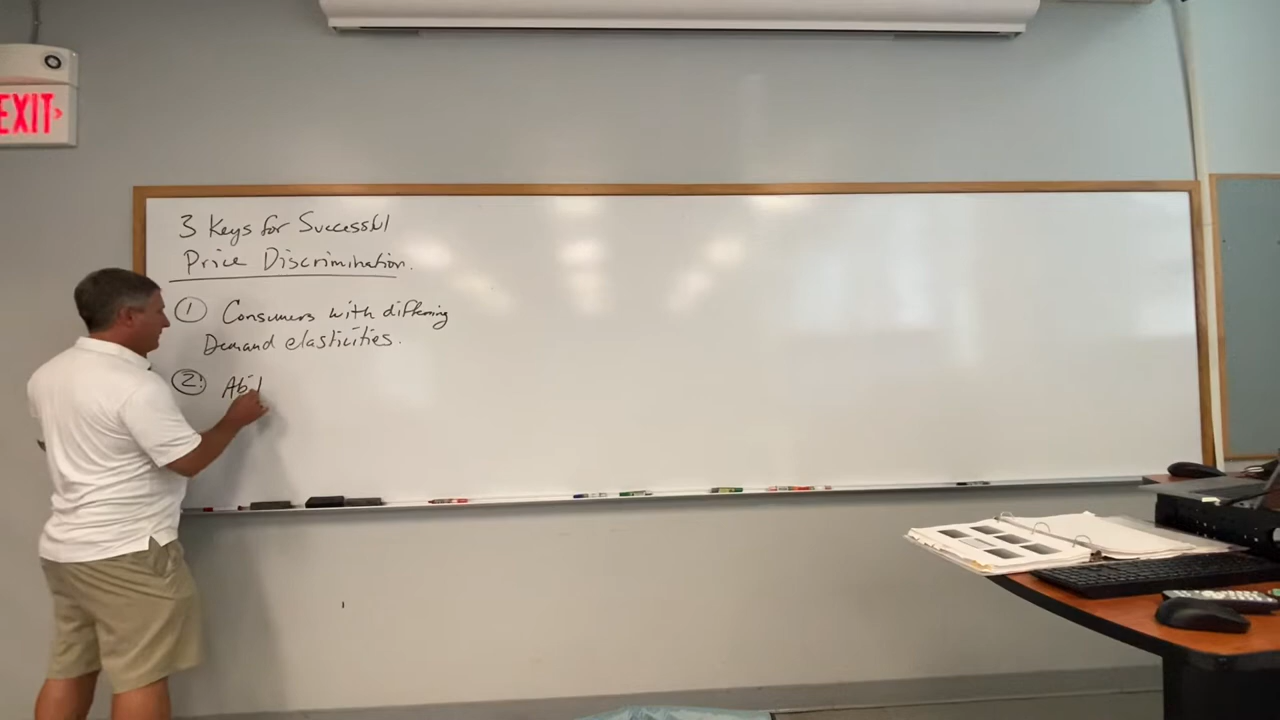 EXIT
3 Keys for Successful
Price Discrimination.
① Consumers with differing
Demand elasticities.
② Abil